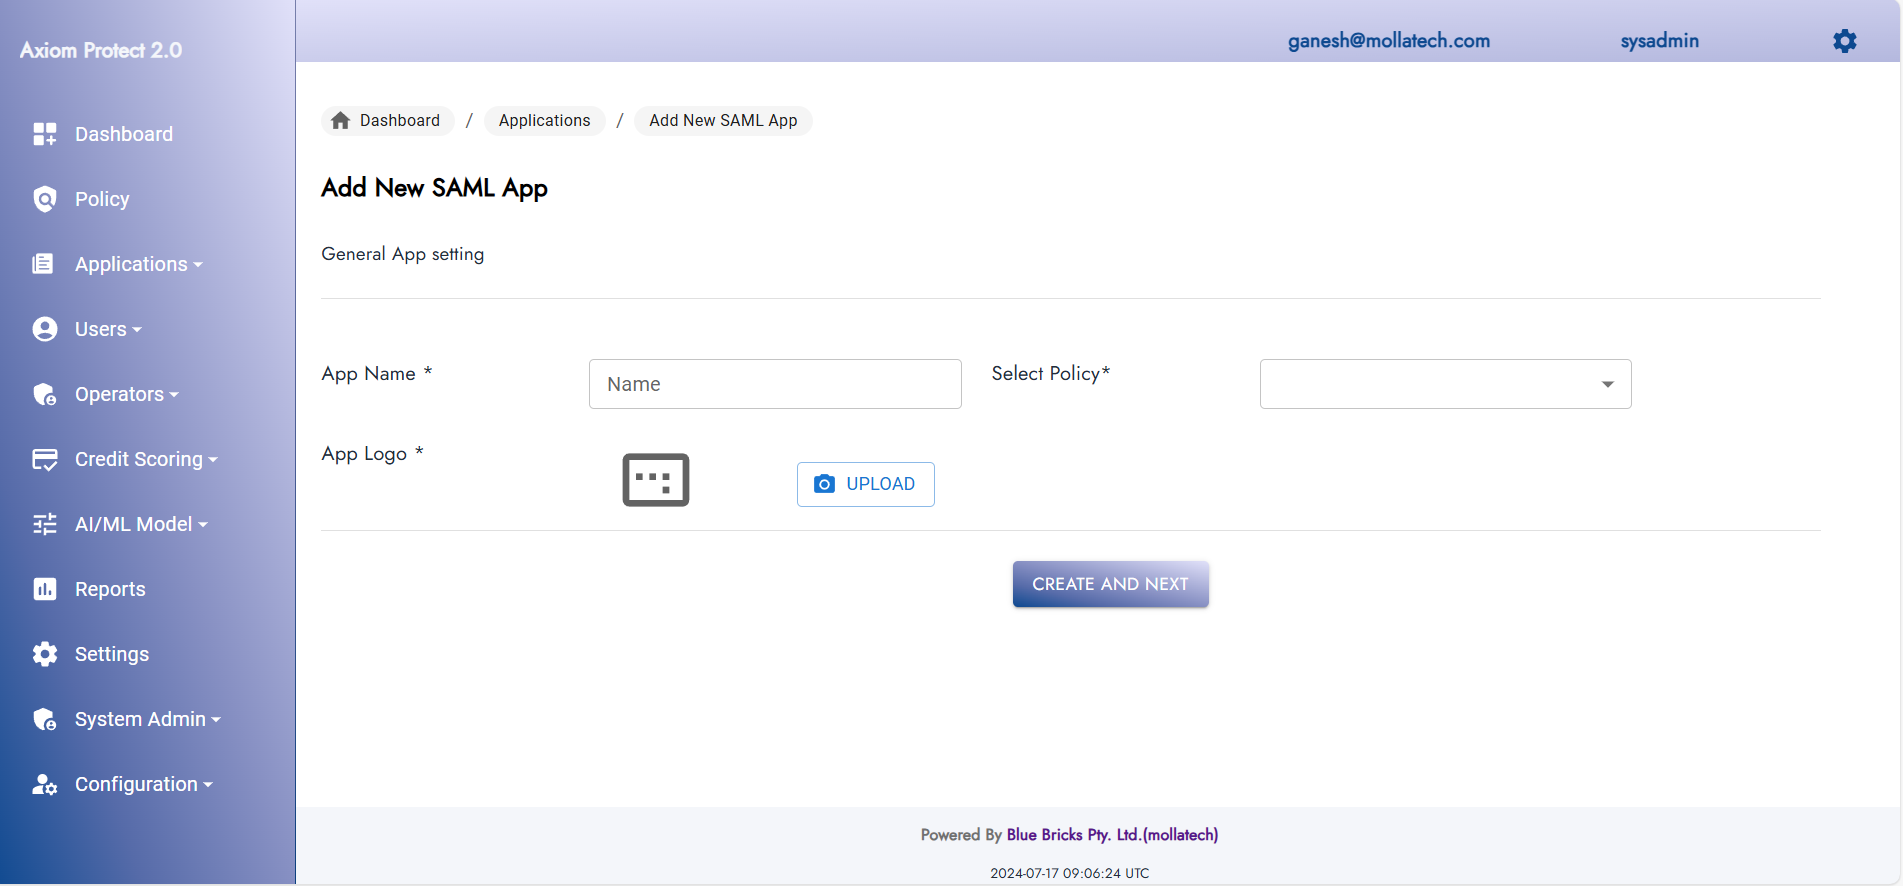 Axiom Protect 2.0
ganesh@mollatech.com sysadmin
Dashboard
Policy
Applications
Users
Operators
Credit Scoring
AI/ML Model
Reports
Settings
System Admin
Configuration
Dashboard / Applications / Add New SAML App
Add New SAML App
General App setting
App Name * Name Select Policy*
App Logo * UPLOAD
CREATE AND NEXT
Powered By Blue Bricks Pty. Ltd.(mollatech)
2024-07-17 09:06:24 UTC